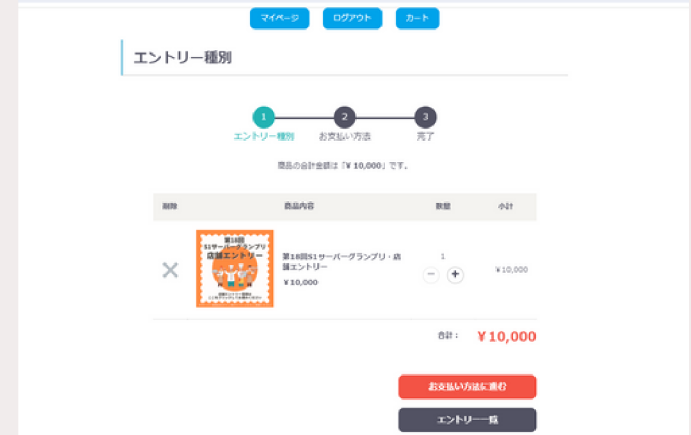 マイページ ログアウト カート
エントリー種別
1 2 3
エントリー種別 お支払い方法 完了
商品の合計金額は「¥ 10,000」です。
削除 商品内容 数量 小計
第18回
S1サーバーグランプリ
店舗エントリー
第18回S1サーバーグランプリ・店
舗エントリー
¥ 10,000
1
¥ 10,000
合計：
¥ 10,000
お支払い方法に進む
エントリー一覧